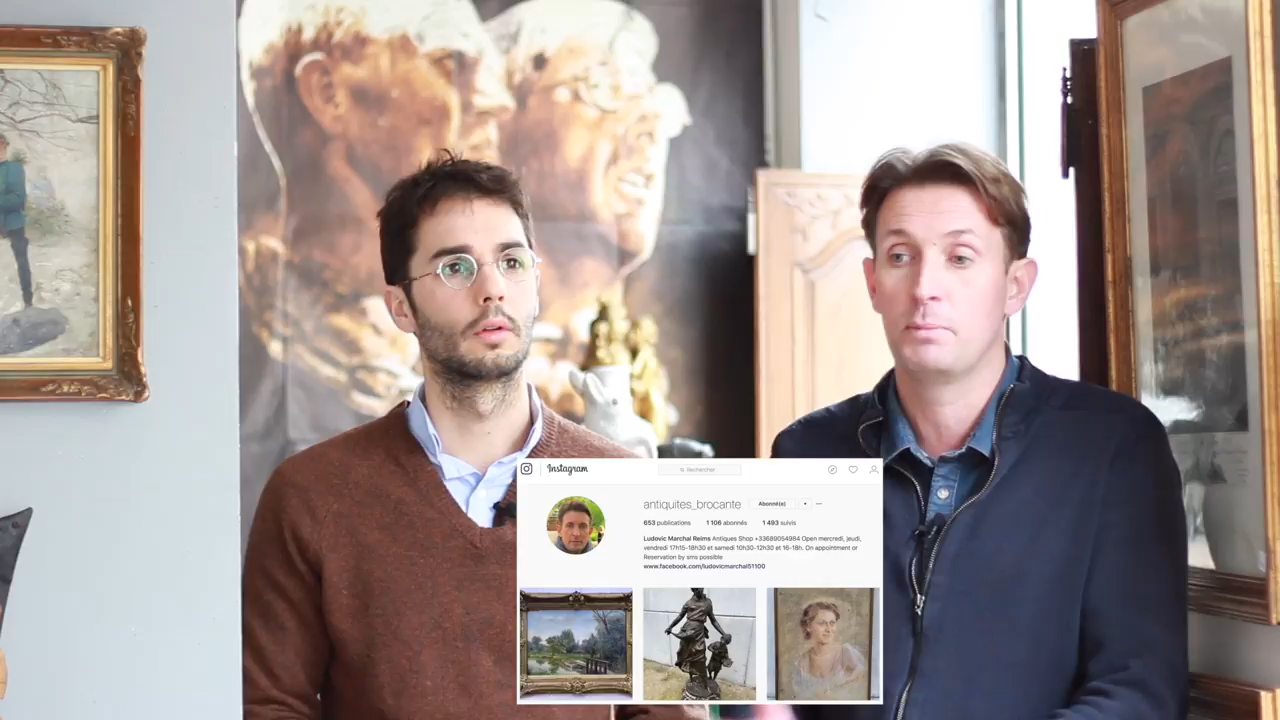 Instagram
Rechercher
antiquites_brocante Abonné(e)
653 publications 1 106 abonnés 1 493 suivis
Ludovic Marchal Reims Antiques Shop +33689054984 Open mercredi, jeudi,
vendredi 17h15-18h30 et samedi 10h30-12h30 et 16-18h. On appointment or
Reservation by sms possible
www.facebook.com/ludovicmarchal51100